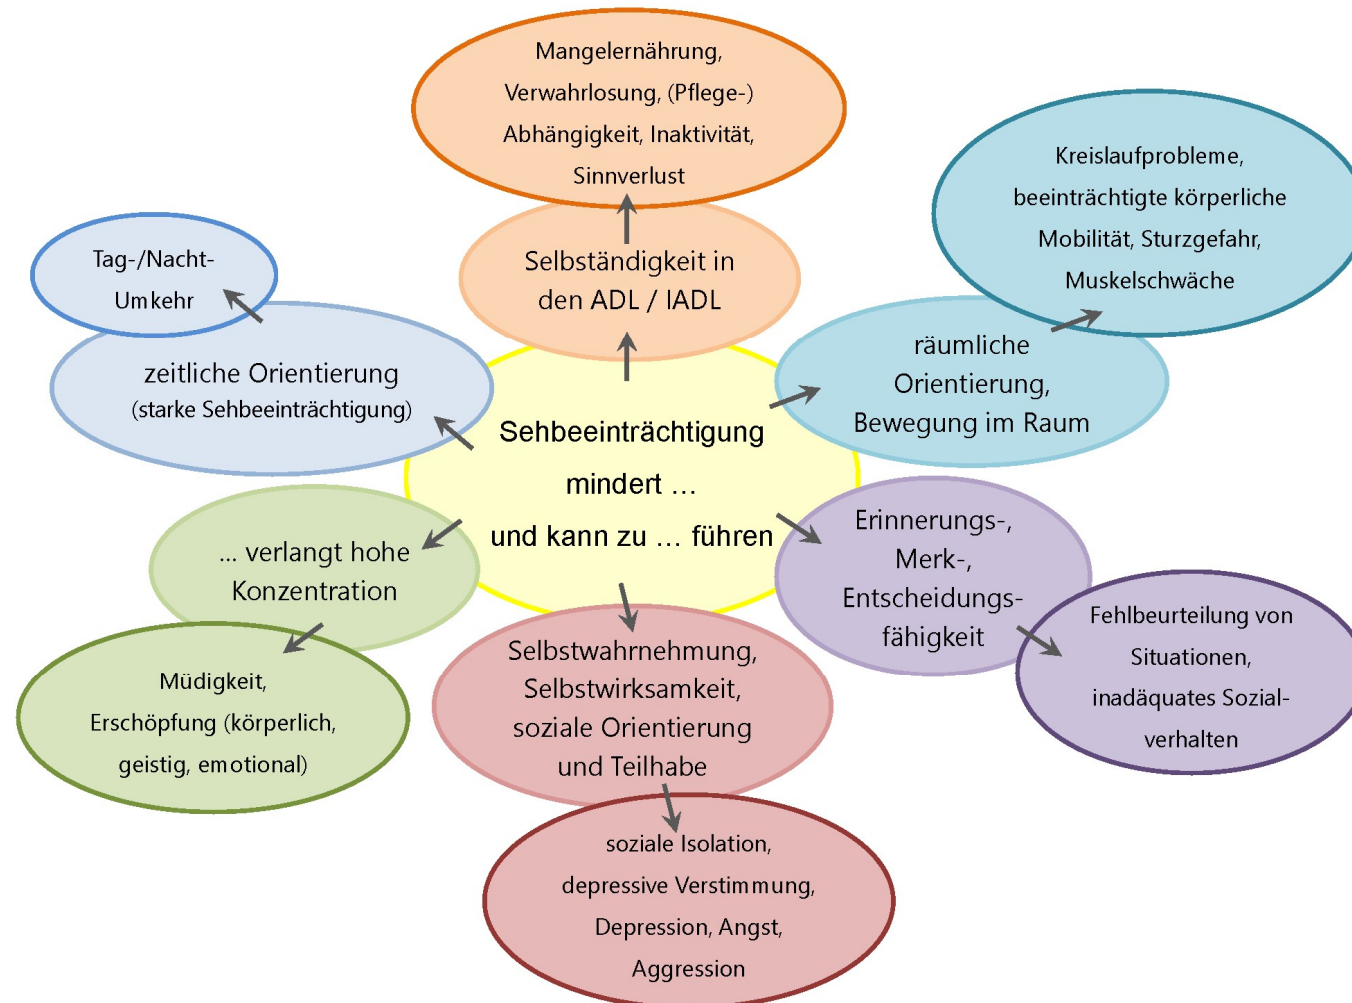 Mangelernährung,
Verwahrlosung, (Pflege-)
Abhängigkeit, Inaktivität,
Sinnverlust
Selbständigkeit in
den ADL / IADL
Kreislaufprobleme,
beeinträchtigte körperliche
Mobilität, Sturzgefahr,
Muskelschwäche
räumliche
Orientierung,
Bewegung im Raum
Tag-/Nacht-
Umkehr
zeitliche Orientierung
(starke Sehbeeinträchtigung)
Sehbeeinträchtigung
mindert ...
und kann zu ... führen
... verlangt hohe
Konzentration
Müdigkeit,
Erschöpfung (körperlich,
geistig, emotional)
Erinnerungs-,
Merk-,
Entscheidungs-
fähigkeit
Fehlbeurteilung von
Situationen,
inadäquates Sozial-
verhalten
Selbstwahrnehmung,
Selbstwirksamkeit,
soziale Orientierung
und Teilhabe
soziale Isolation,
depressive Verstimmung,
Depression, Angst,
Aggression